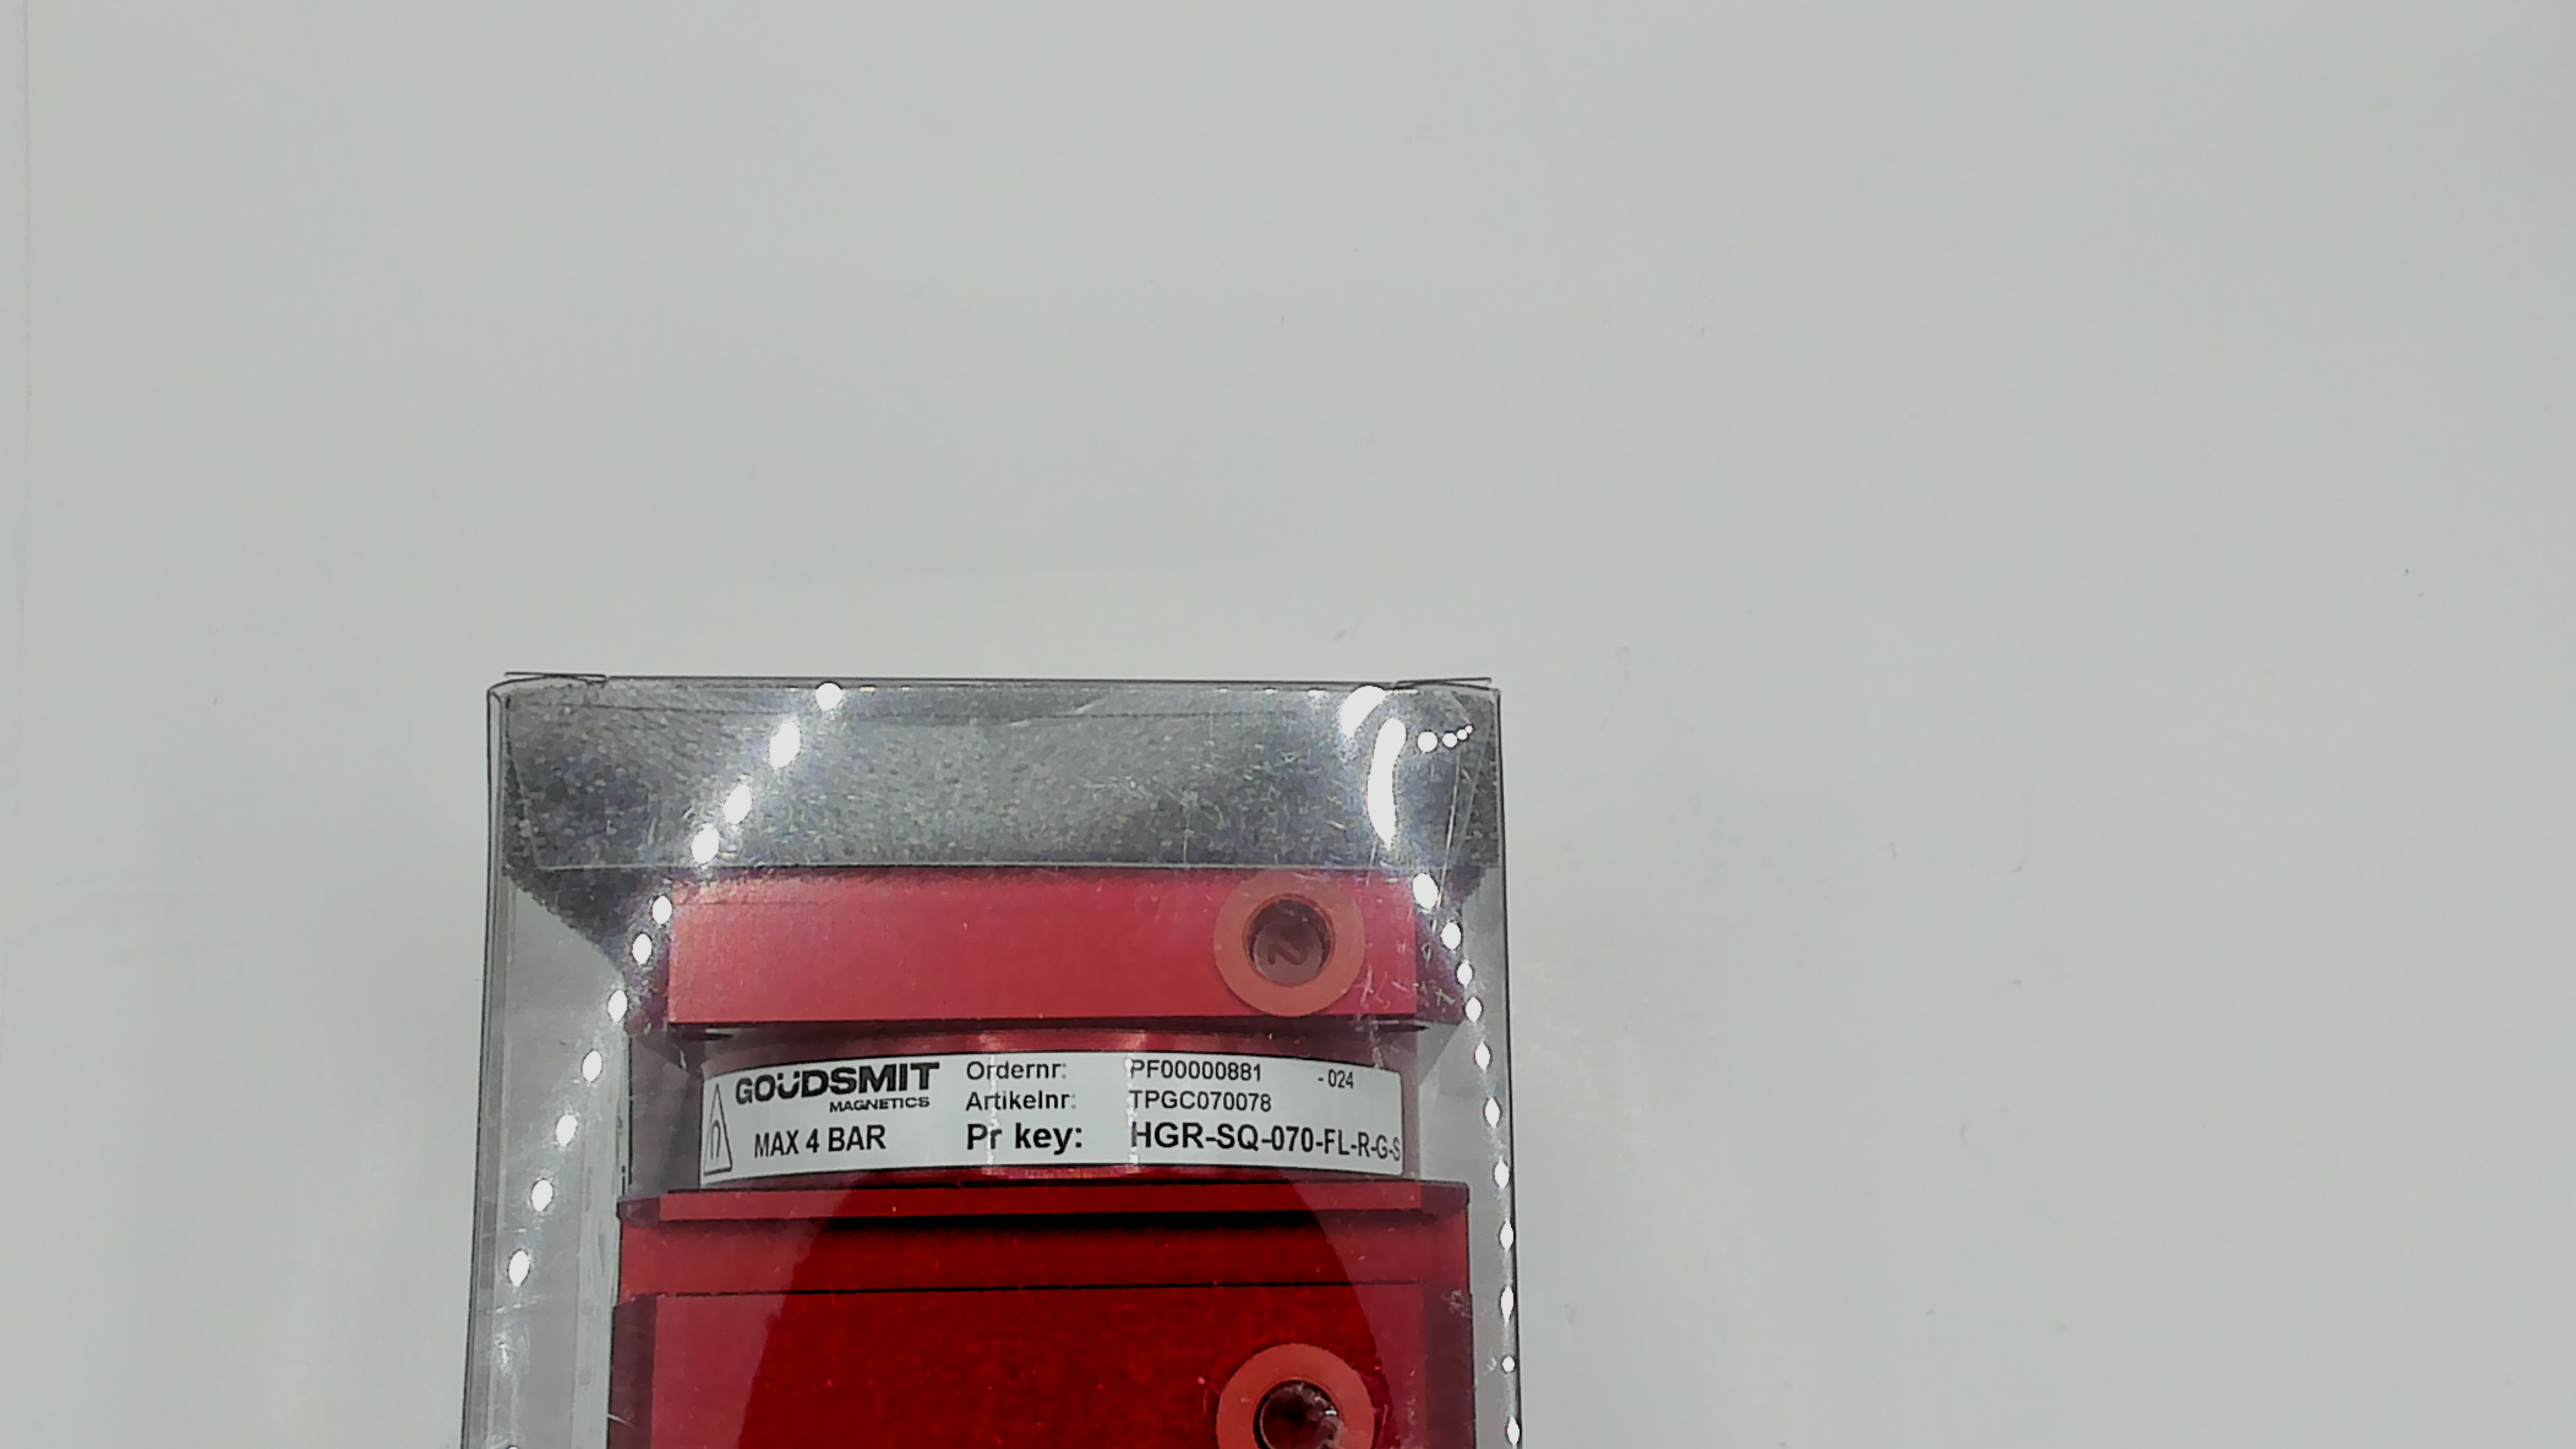 GOUDSMIT
MAGNETICS
MAX 4 BAR
Ordernr: PF00000881 -024
Artikelnr: TPGC070078
Pr key: HGR-SQ-070-FL-R-G-S